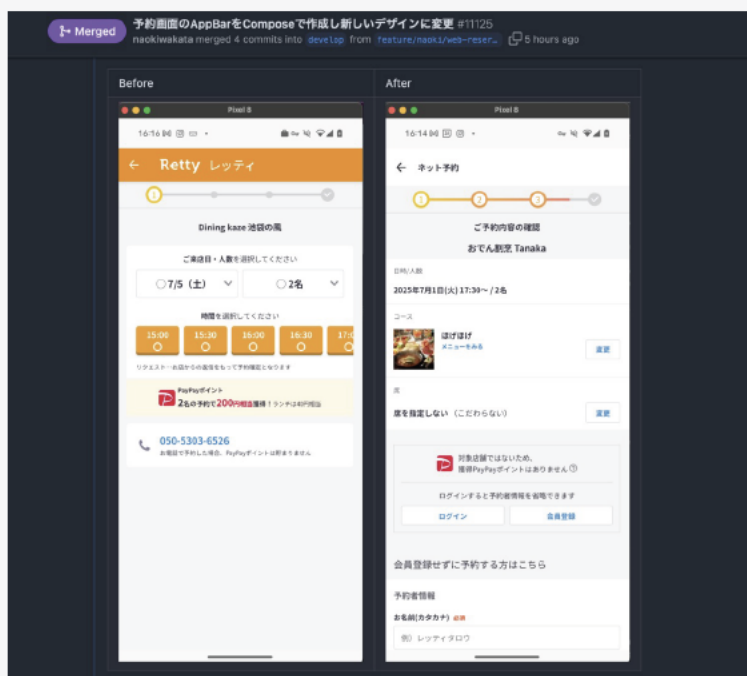 Merged
予約画面のAppBarをComposeで作成し新しいデザインに変更 #11125
naokiwakata merged 4 commits into develop from feature/naoki/web-reser… 5 hours ago
Before
After
Pixel 8
16:16
Retty レッティ
1
Dining kaze 池袋の風
ご来店日・人数を選択してください
7/5（土）
2名
時間を選択してください
15:00
15:30
16:00
16:30
17:0
リクエスト…お店からの返信をもって予約確定となります
PayPayポイント
2名の予約で200円相当獲得！ランチは40円相当
050-5303-6526
お電話で予約した場合、PayPayポイントは貯まりません
Pixel 8
16:14
ネット予約
1
2
3
ご予約内容の確認
おでん割烹 Tanaka
日時/人数
2025年7月1日(火) 17:30〜 / 2名
コース
ほげほげ
メニューをみる
変更
席
席を指定しない（こだわらない）
変更
対象店舗ではないため、
獲得PayPayポイントはありません
ログインすると予約者情報を省略できます
ログイン
会員登録
会員登録せずに予約する方はこちら
予約者情報
お名前(カタカナ) 必須
例）レッティタロウ